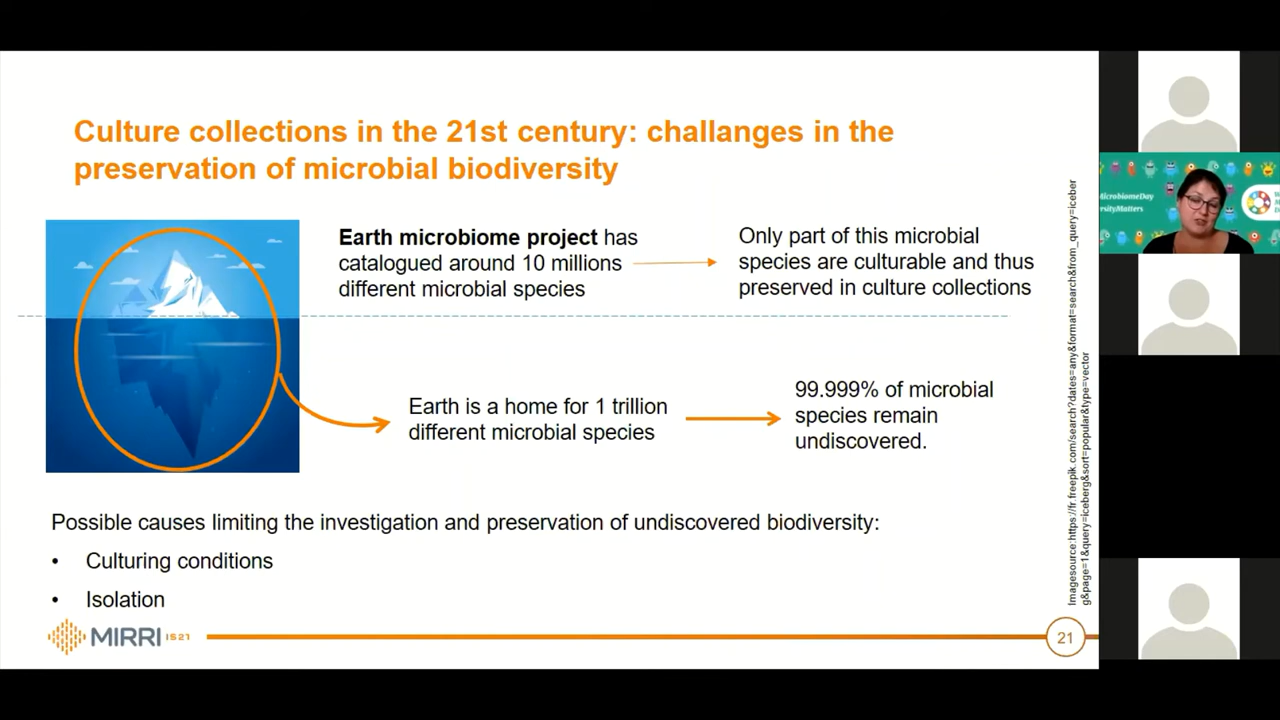 Culture collections in the 21st century: challanges in the
preservation of microbial biodiversity
Earth microbiome project has
catalogued around 10 millions
different microbial species
Only part of this microbial
species are culturable and thus
preserved in culture collections
Earth is a home for 1 trillion
different microbial species
99.999% of microbial
species remain
undiscovered.
Possible causes limiting the investigation and preservation of undiscovered biodiversity:
• Culturing conditions
• Isolation
MIRRI IS21
21
Imagesource:https://fr.freepik.com/search?dates=any&format=search&from_query=iceber
g&page=1&query=iceberg&sort=popular&type=vector
MicrobiomeDay
ersityMatters